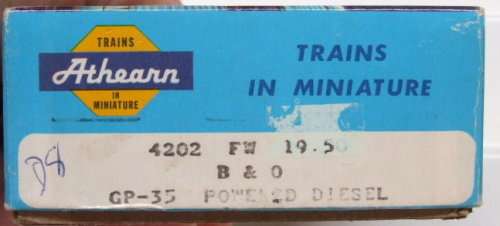 TRAINS
Athearn
IN
MINIATURE
TRAINS
IN MINIATURE
4202 FW 19.50
B & O
GP-35 POWERED DIESEL